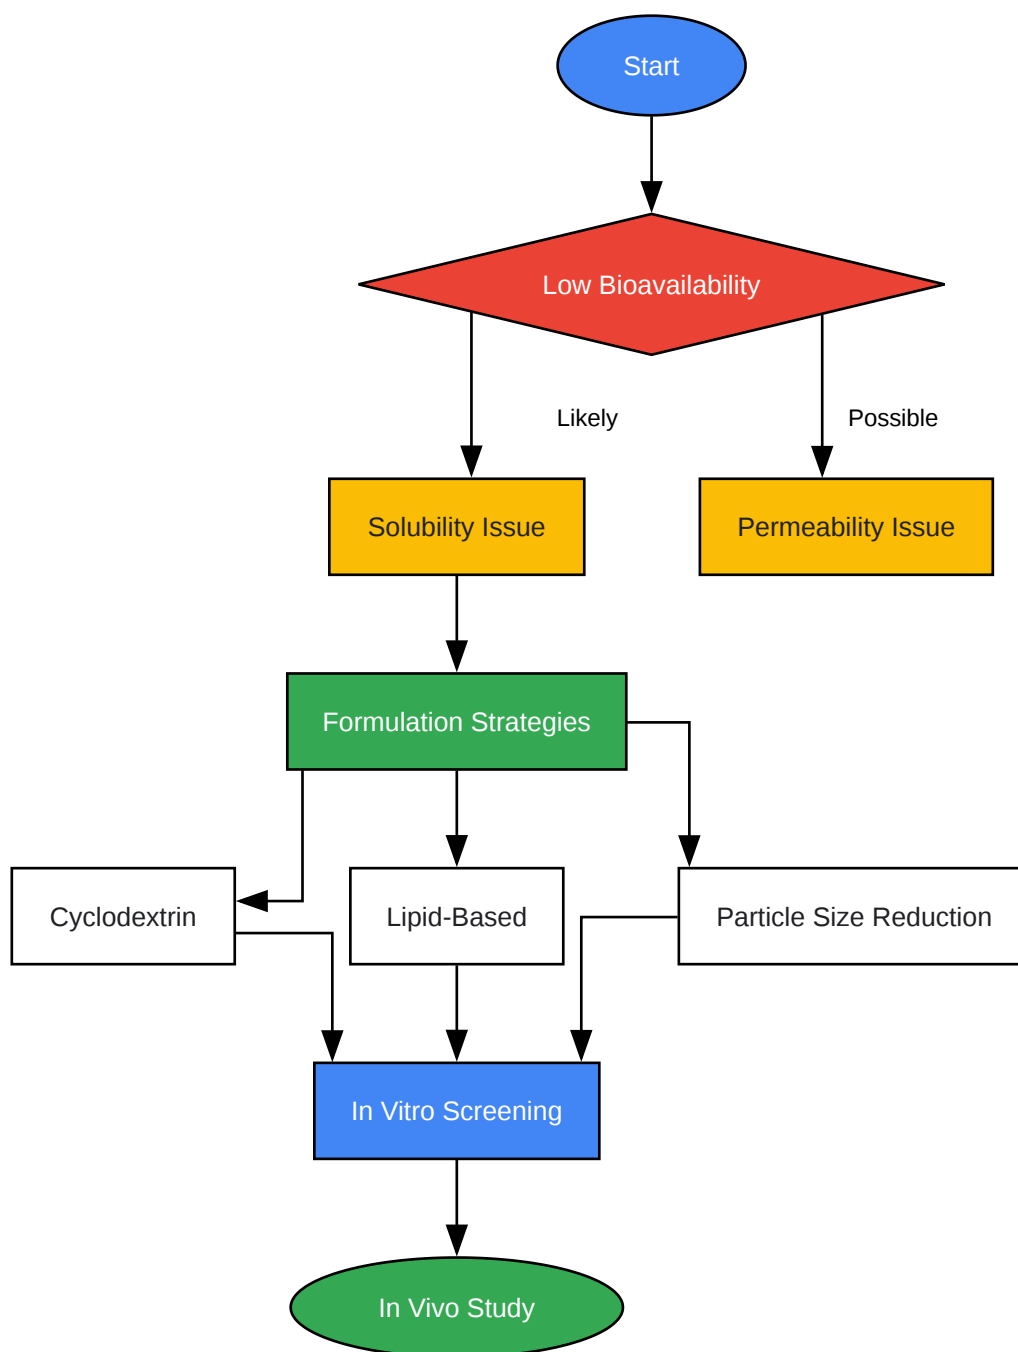 Start
Low Bioavailability
Likely
Possible
Solubility Issue
Permeability Issue
Formulation Strategies
Cyclodextrin
Lipid-Based
Particle Size Reduction
In Vitro Screening
In Vivo Study